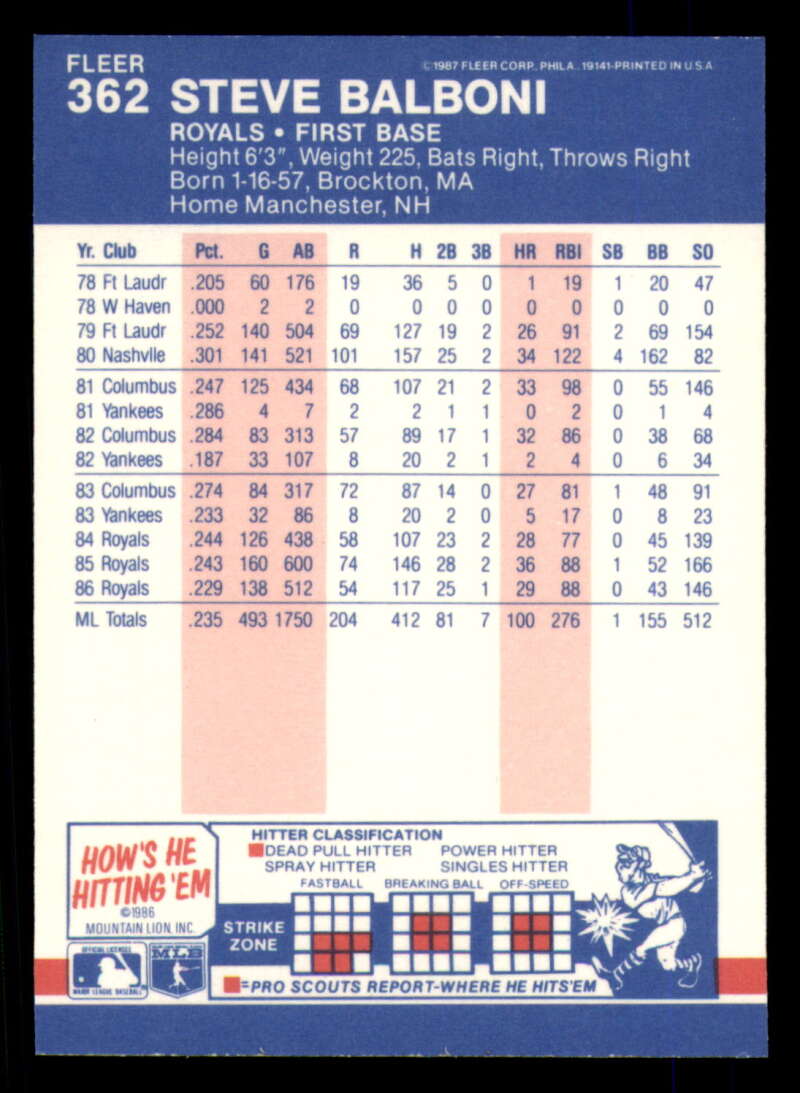 FLEER ©1987 FLEER CORP. PHILA., 19141-PRINTED IN U.S.A
362 STEVE BALBONI
ROYALS • FIRST BASE
Height 6'3", Weight 225, Bats Right, Throws Right
Born 1-16-57, Brockton, MA
Home Manchester, NH
Yr. Club Pct. G AB R H 2B 3B HR RBI SB BB SO
78 Ft Laudr .205 60 176 19 36 5 0 1 19 1 20 47
78 W Haven .000 2 2 0 0 0 0 0 0 0 0 0
79 Ft Laudr .252 140 504 69 127 19 2 26 91 2 69 154
80 Nashvlle .301 141 521 101 157 25 2 34 122 4 162 82
81 Columbus .247 125 434 68 107 21 2 33 98 0 55 146
81 Yankees .286 4 7 2 2 1 1 0 2 0 1 4
82 Columbus .284 83 313 57 89 17 1 32 86 0 38 68
82 Yankees .187 33 107 8 20 2 1 2 4 0 6 34
83 Columbus .274 84 317 72 87 14 0 27 81 1 48 91
83 Yankees .233 32 86 8 20 2 0 5 17 0 8 23
84 Royals .244 126 438 58 107 23 2 28 77 0 45 139
85 Royals .243 160 600 74 146 28 2 36 88 1 52 166
86 Royals .229 138 512 54 117 25 1 29 88 0 43 146
ML Totals .235 493 1750 204 412 81 7 100 276 1 155 512
HOW'S HE
HITTING 'EM
©1986
MOUNTAIN LION, INC.
OFFICIAL LICENSEE
MAJOR LEAGUE BASEBALL
MLB
HITTER CLASSIFICATION
DEAD PULL HITTER POWER HITTER
SPRAY HITTER SINGLES HITTER
FASTBALL BREAKING BALL OFF-SPEED
STRIKE
ZONE
=PRO SCOUTS REPORT-WHERE HE HITS'EM